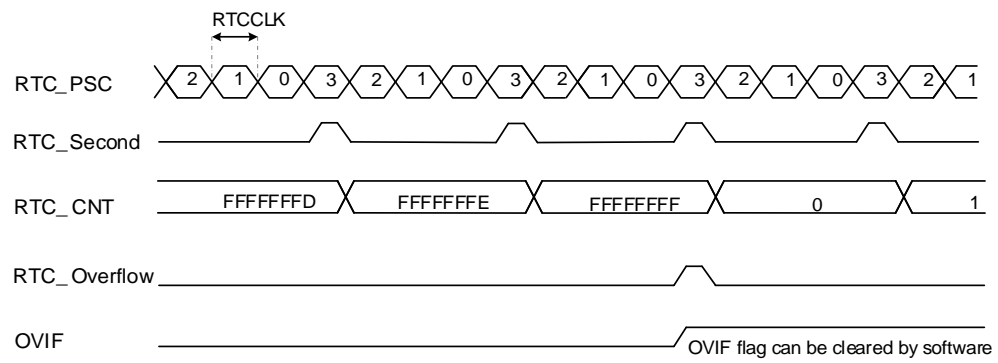 RTCCLK
RTC_PSC 2 1 0 3 2 1 0 3 2 1 0 3 2 1 0 3 2 1
RTC_Second
RTC_CNT FFFFFFFD FFFFFFFE FFFFFFFF 0 1
RTC_Overflow
OVIF OVIF flag can be cleared by software